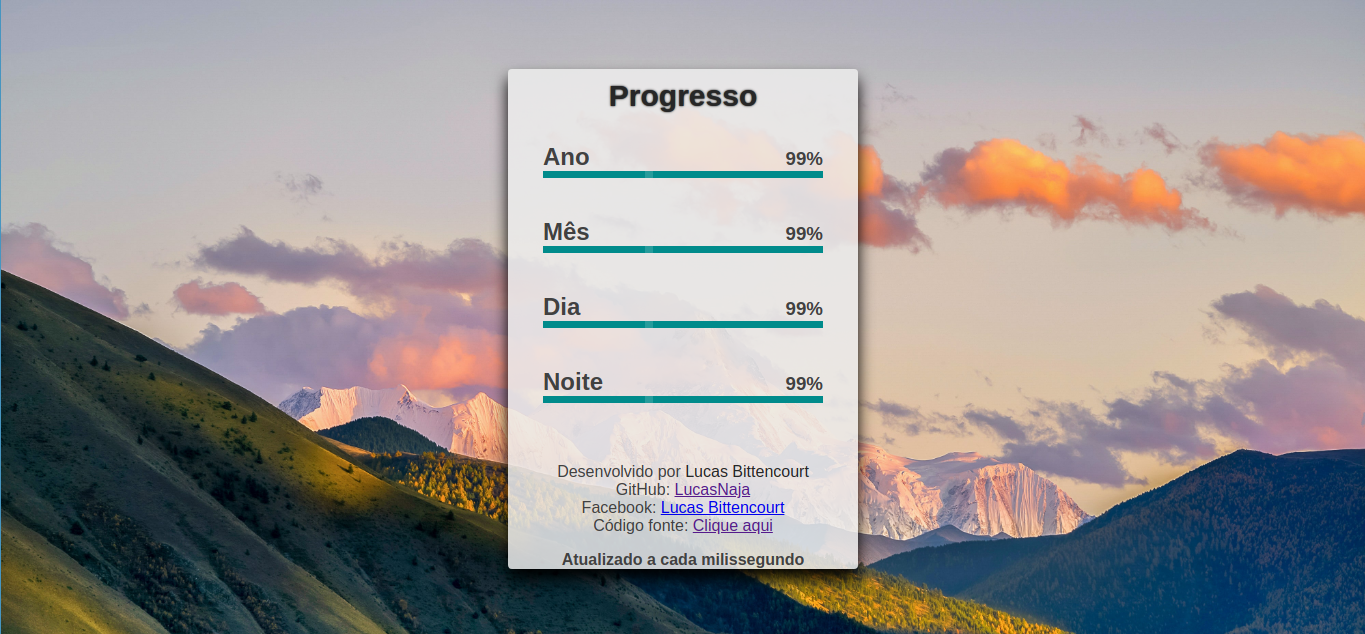 Progresso
Ano 99%
Mês 99%
Dia 99%
Noite 99%
Desenvolvido por Lucas Bittencourt
GitHub: LucasNaja
Facebook: Lucas Bittencourt
Código fonte: Clique aqui
Atualizado a cada milissegundo